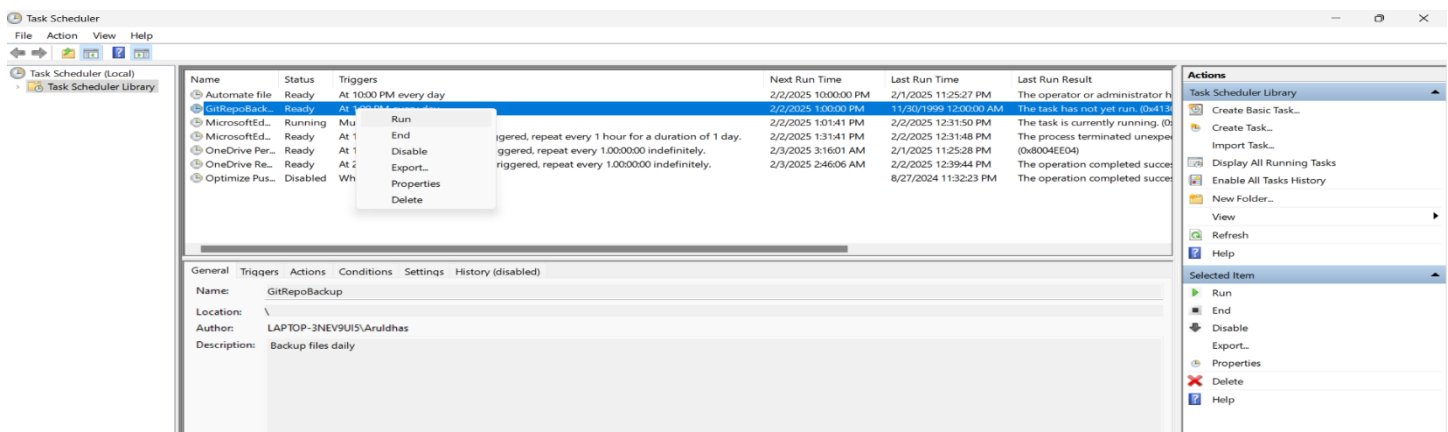 Task Scheduler
File Action View Help
Task Scheduler (Local)
Task Scheduler Library
Name Status Triggers Next Run Time Last Run Time Last Run Result
Automate file Ready At 10:00 PM every day 2/2/2025 10:00:00 PM 2/1/2025 11:25:27 PM The operator or administrator h
GitRepoBack... Ready At 1:00 PM every day 2/2/2025 1:00:00 PM 11/30/1999 12:00:00 AM The task has not yet run. (0x4130
MicrosoftEd... Running Mu 2/2/2025 1:01:41 PM 2/2/2025 12:31:50 PM The task is currently running. (0
MicrosoftEd... Ready At 1 ggered, repeat every 1 hour for a duration of 1 day. 2/2/2025 1:31:41 PM 2/2/2025 12:31:48 PM The process terminated unexpe
OneDrive Per... Ready At 1 ggered, repeat every 1.00:00:00 indefinitely. 2/3/2025 3:16:01 AM 2/1/2025 11:25:28 PM (0x8004EE04)
OneDrive Re... Ready At 2 riggered, repeat every 1.00:00:00 indefinitely. 2/3/2025 2:46:06 AM 2/2/2025 12:39:44 PM The operation completed succe
Optimize Pus... Disabled Wh 8/27/2024 11:32:23 PM The operation completed succe
Run
End
Disable
Export...
Properties
Delete
General Triggers Actions Conditions Settings History (disabled)
Name: GitRepoBackup
Location: \
Author: LAPTOP-3NEV9UI5\Aruldhas
Description: Backup files daily
Actions
Task Scheduler Library
Create Basic Task...
Create Task...
Import Task...
Display All Running Tasks
Enable All Tasks History
New Folder...
View
Refresh
Help
Selected Item
Run
End
Disable
Export...
Properties
Delete
Help